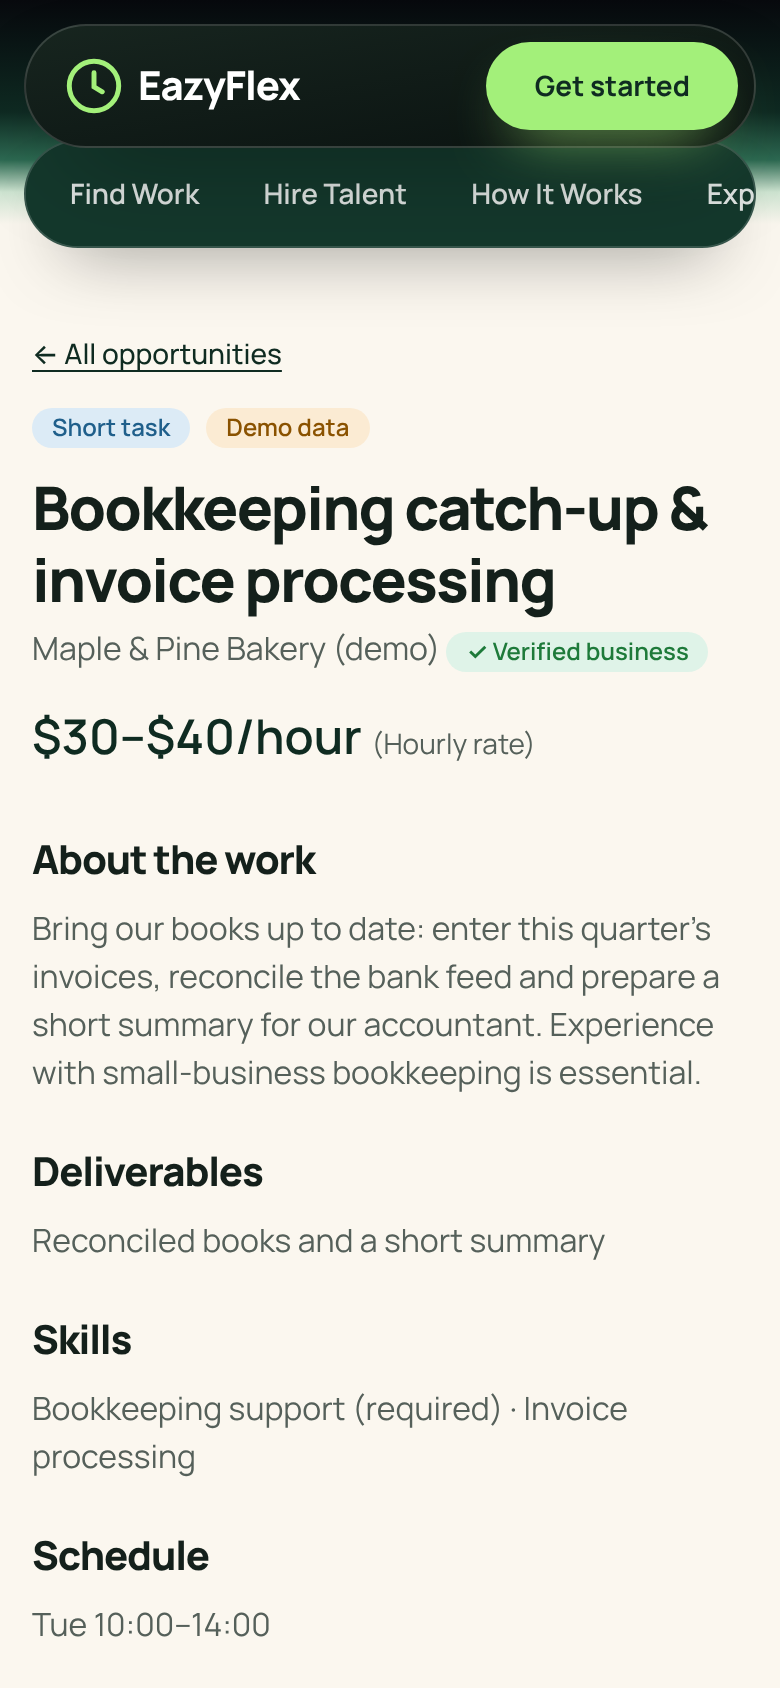 EazyFlex
Get started
Find Work Hire Talent How It Works Exp
← All opportunities
Short task Demo data
Bookkeeping catch-up &
invoice processing
Maple & Pine Bakery (demo) ✓ Verified business
$30–$40/hour (Hourly rate)
About the work
Bring our books up to date: enter this quarter’s
invoices, reconcile the bank feed and prepare a
short summary for our accountant. Experience
with small-business bookkeeping is essential.
Deliverables
Reconciled books and a short summary
Skills
Bookkeeping support (required) · Invoice
processing
Schedule
Tue 10:00–14:00